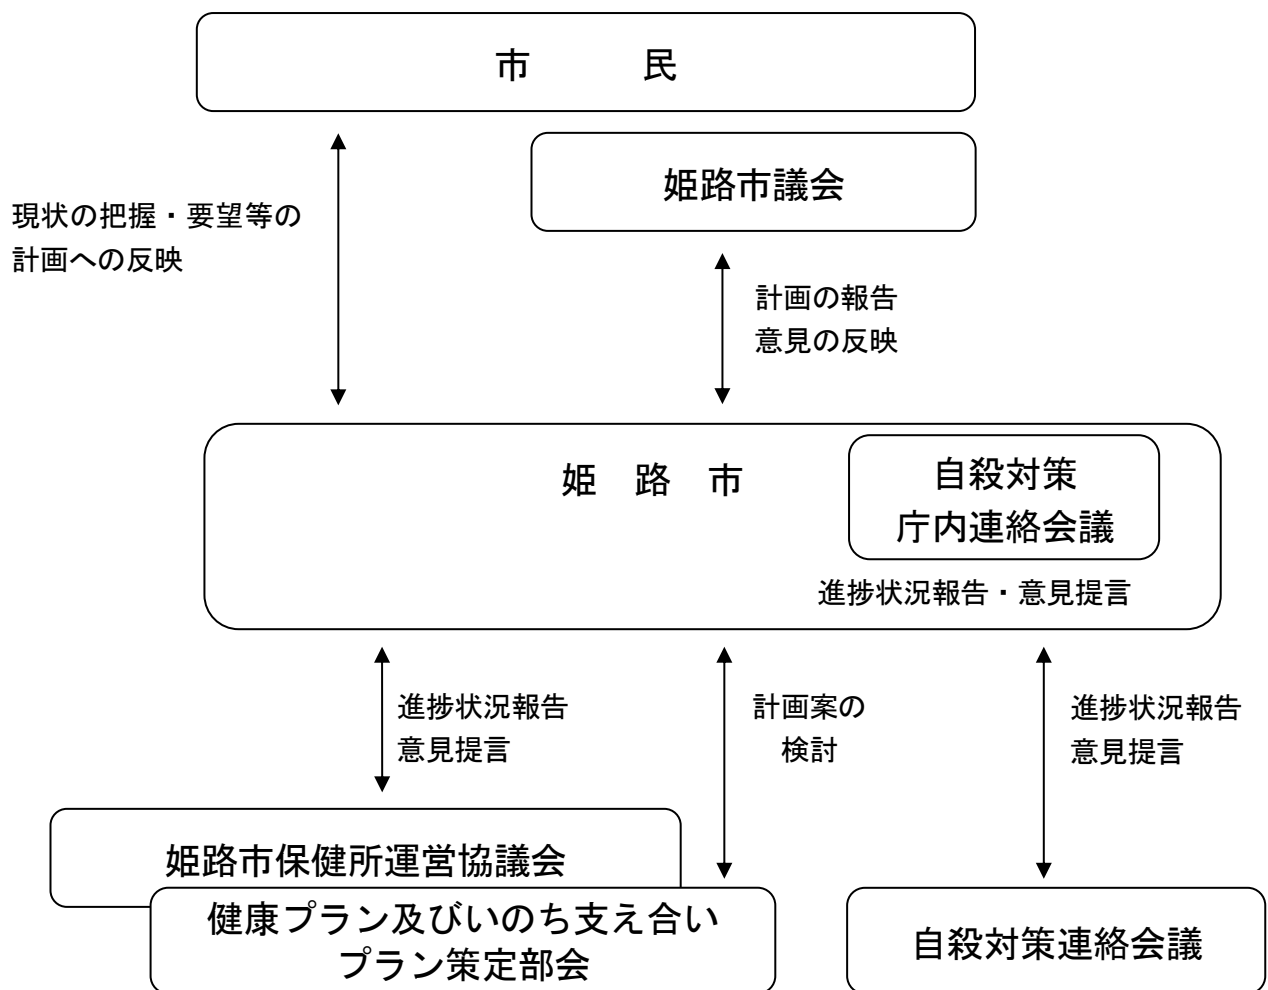 市　　　民
姫路市議会
現状の把握・要望等の
計画への反映
計画の報告
意見の反映
姫　路　市
自殺対策
庁内連絡会議
進捗状況報告・意見提言
進捗状況報告
意見提言
計画案の
検討
進捗状況報告
意見提言
姫路市保健所運営協議会
健康プラン及びいのち支え合い
プラン策定部会
自殺対策連絡会議